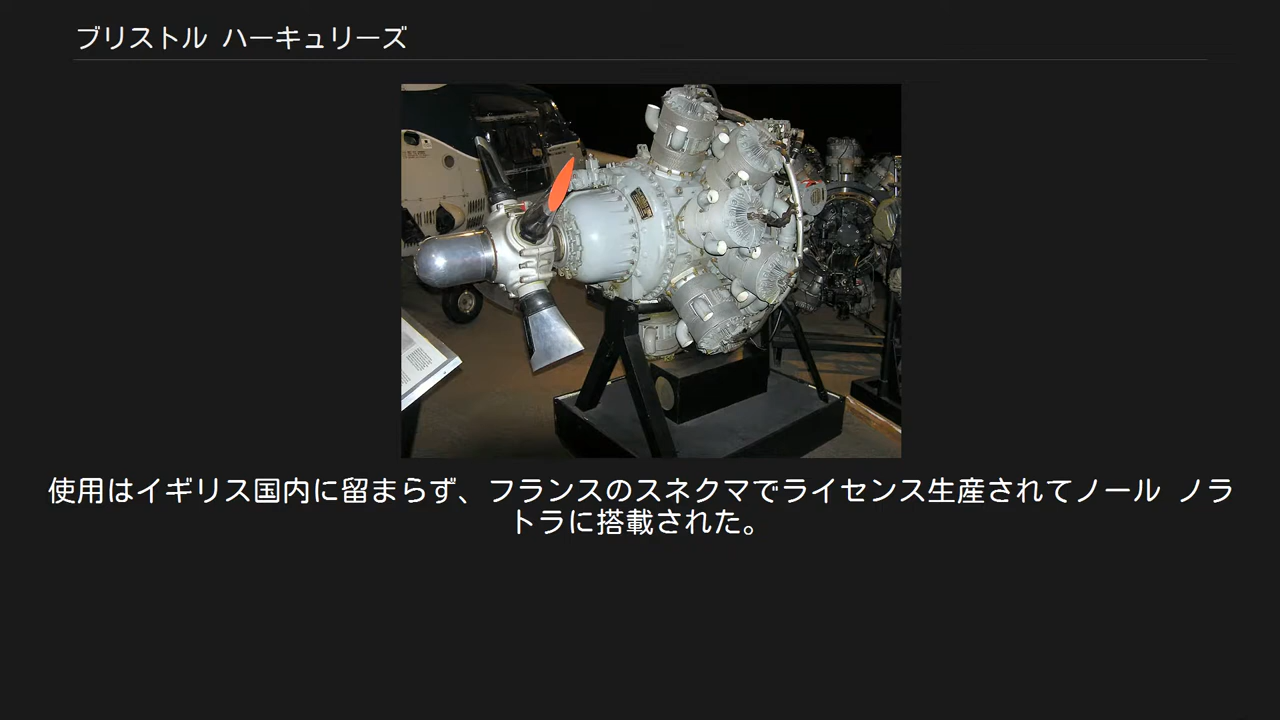 ブリストル ハーキュリーズ
使用はイギリス国内に留まらず、フランスのスネクマでライセンス生産されてノール ノラ
トラに搭載された。